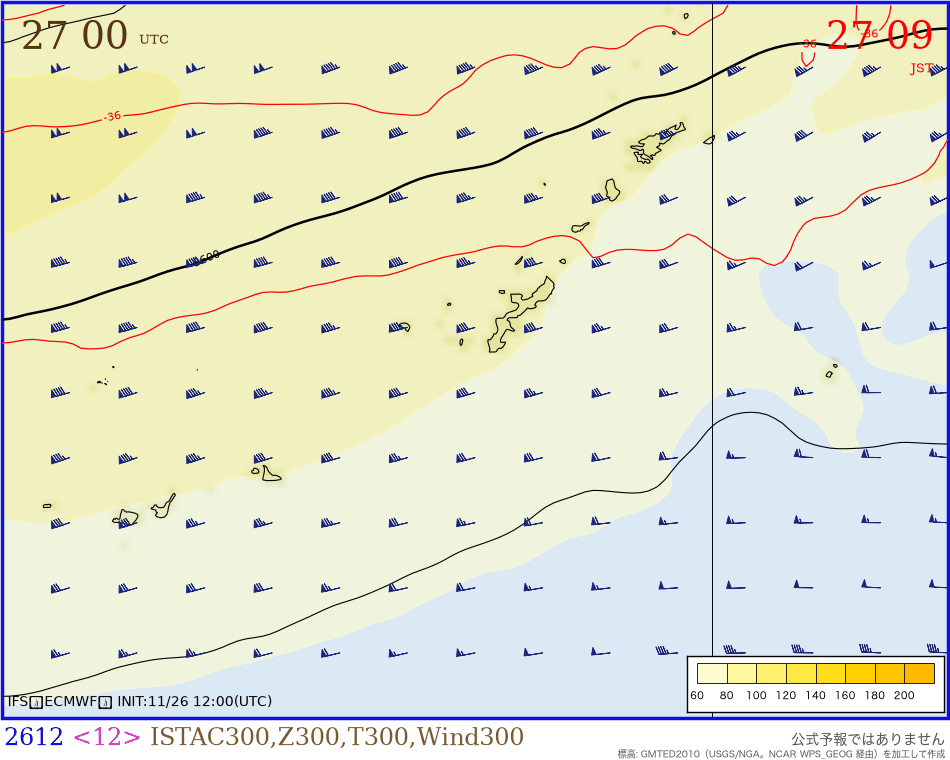 27 00 UTC
27 09
JST
-36
36
-36
9600
IFS ECMWF INIT:11/26 12:00(UTC)
60 80 100 120 140 160 180 200
2612 <12> ISTAC300,Z300,T300,Wind300
公式予報ではありません
標高: GMTED2010（USGS/NGA。NCAR WPS_GEOG 経由）を加工して作成